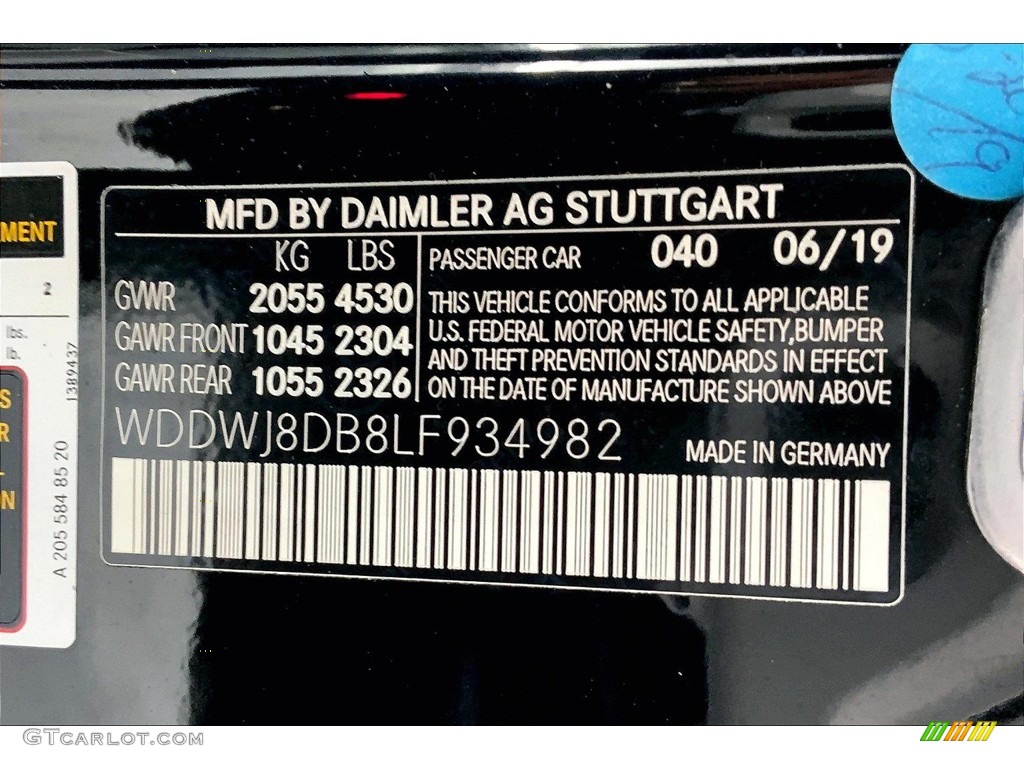 MFD BY DAIMLER AG STUTTGART
KG LBS
GVWR 2055 4530
GAWR FRONT 1045 2304
GAWR REAR 1055 2326
PASSENGER CAR 040 06/19
THIS VEHICLE CONFORMS TO ALL APPLICABLE
U.S. FEDERAL MOTOR VEHICLE SAFETY, BUMPER
AND THEFT PREVENTION STANDARDS IN EFFECT
ON THE DATE OF MANUFACTURE SHOWN ABOVE
WDDWJ8DB8LF934982
MADE IN GERMANY
MENT
2
lbs.
lb.
S
R
-
N
1389437
A 205 584 85 20
GTCARLOT.COM